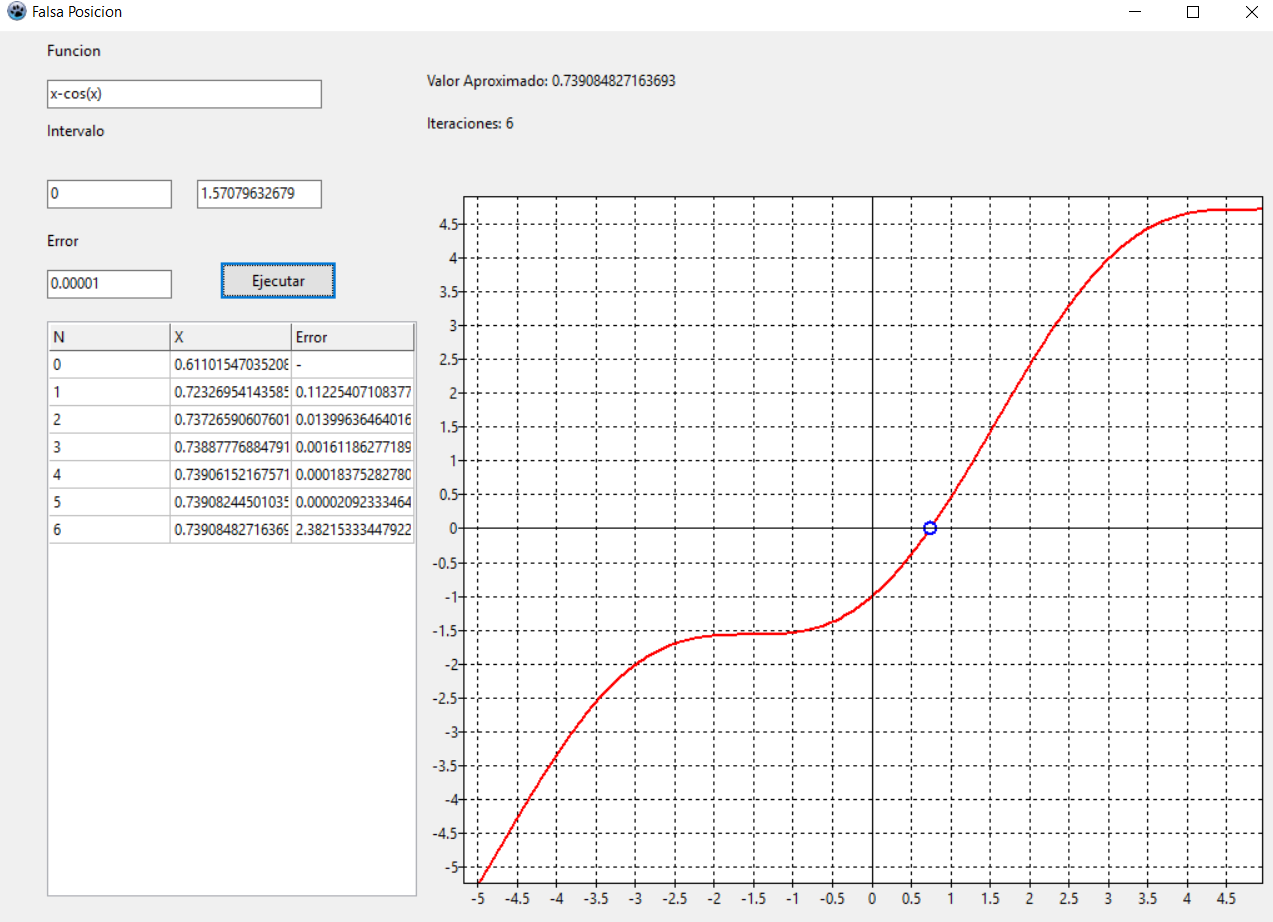 Falsa Posicion
Funcion
x-cos(x)
Intervalo
0 1.57079632679
Error
0.00001 Ejecutar
N X Error
0 0.61101547035208 -
1 0.72326954143585 0.11225407108377
2 0.73726590607601 0.01399636464016
3 0.73887776884791 0.00161186277189
4 0.73906152167571 0.00018375282780
5 0.73908244501035 0.00002092333464
6 0.73908482716369 2.38215333447922
Valor Aproximado: 0.739084827163693
Iteraciones: 6
4.5
4
3.5
3
2.5
2
1.5
1
0.5
0
-0.5
-1
-1.5
-2
-2.5
-3
-3.5
-4
-4.5
-5
-5 -4.5 -4 -3.5 -3 -2.5 -2 -1.5 -1 -0.5 0 0.5 1 1.5 2 2.5 3 3.5 4 4.5